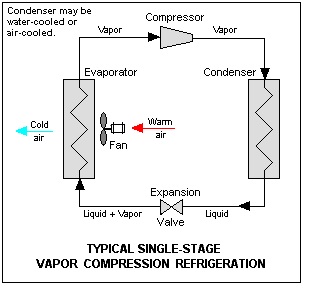 Condenser may be
water-cooled or
air-cooled.
Compressor
Vapor
Vapor
Evaporator
Condenser
Cold
air
Warm
air
Fan
Expansion
Valve
Liquid + Vapor
Liquid
TYPICAL SINGLE-STAGE
VAPOR COMPRESSION REFRIGERATION